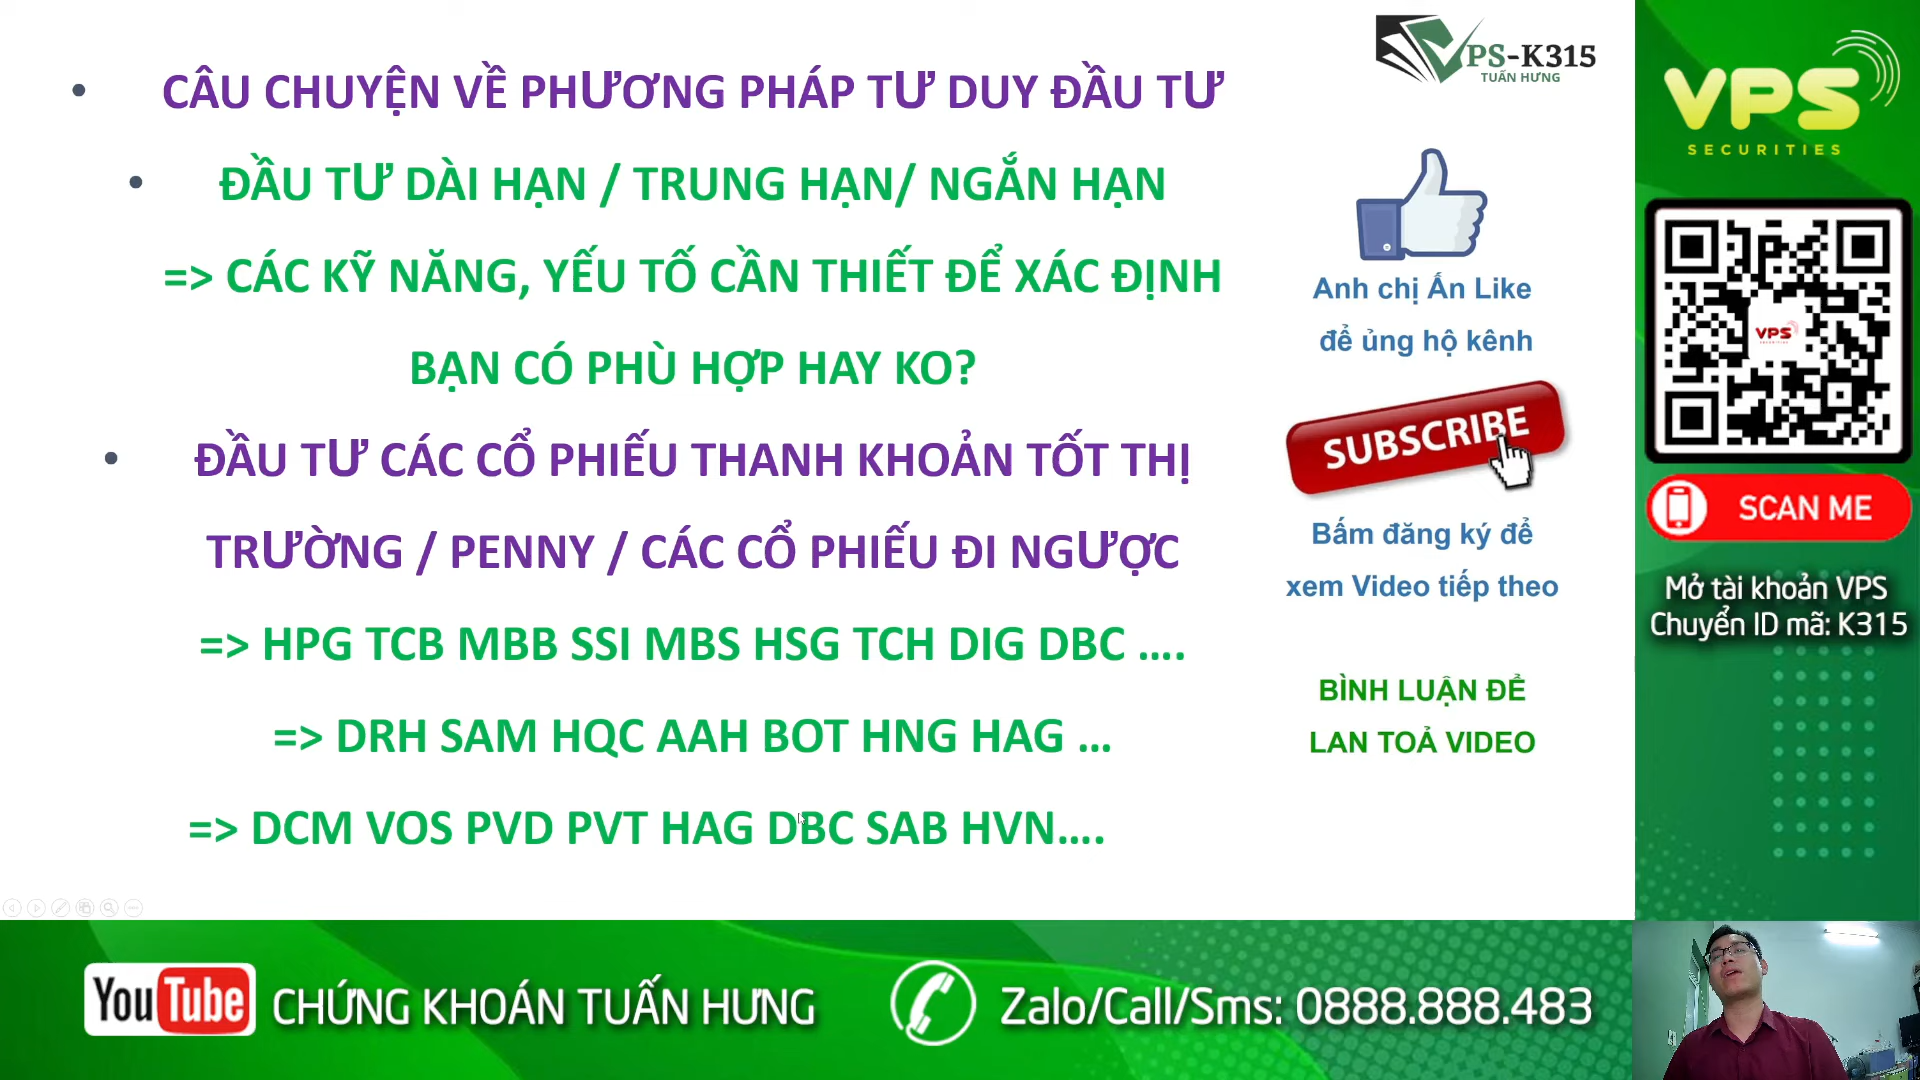 CÂU CHUYỆN VỀ PHƯƠNG PHÁP TƯ DUY ĐẦU TƯ
ĐẦU TƯ DÀI HẠN / TRUNG HẠN/ NGẮN HẠN
=> CÁC KỸ NĂNG, YẾU TỐ CẦN THIẾT ĐỂ XÁC ĐỊNH
BẠN CÓ PHÙ HỢP HAY KO?
ĐẦU TƯ CÁC CỔ PHIẾU THANH KHOẢN TỐT THỊ
TRƯỜNG / PENNY / CÁC CỔ PHIẾU ĐI NGƯỢC
=> HPG TCB MBB SSI MBS HSG TCH DIG DBC ....
=> DRH SAM HQC AAH BOT HNG HAG ...
=> DCM VOS PVD PVT HAG DBC SAB HVN....
PS-K315
TUẤN HƯNG
Anh chị Ấn Like
để ủng hộ kênh
SUBSCRIBE
Bấm đăng ký để
xem Video tiếp theo
BÌNH LUẬN ĐỂ
LAN TOẢ VIDEO
VPS
SECURITIES
VPS
SCAN ME
Mở tài khoản VPS
Chuyển ID mã: K315
YouTube CHỨNG KHOÁN TUẤN HƯNG
Zalo/Call/Sms: 0888.888.483